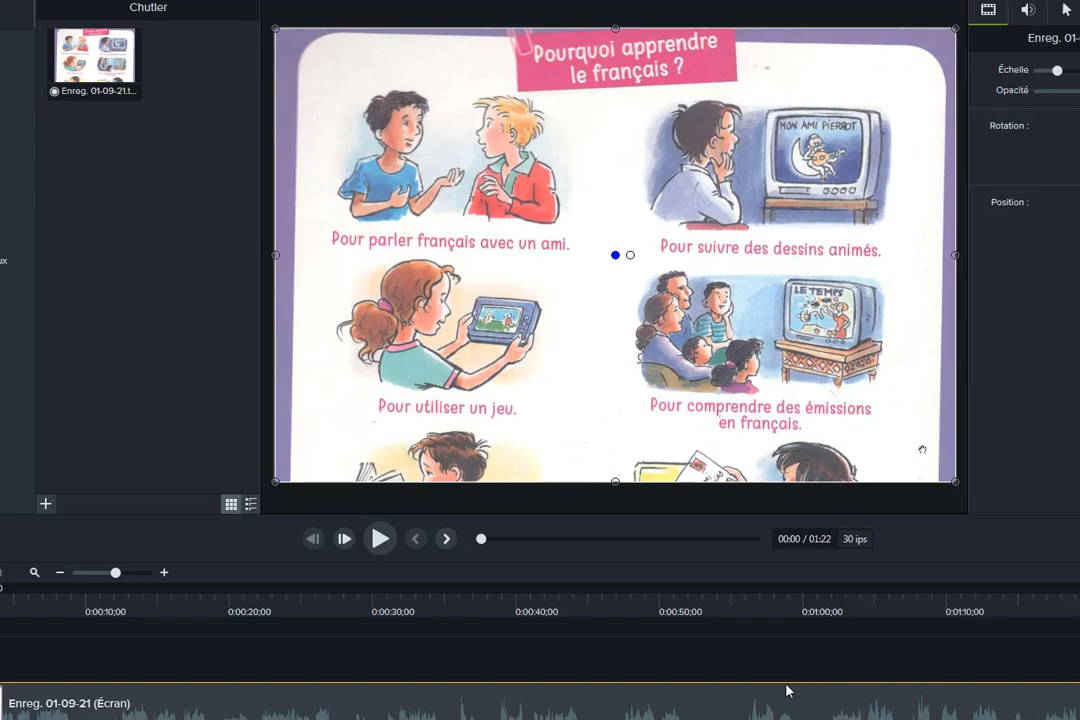 Chutier
Enreg. 01-09-21.t...
Pourquoi apprendre
le français ?
MON AMI PIERROT
Pour parler français avec un ami.
Pour suivre des dessins animés.
LE TEMPS
Pour utiliser un jeu.
Pour comprendre des émissions
en français.
Enreg. 01-
Échelle
Opacité
Rotation :
Position :
ux
00:00 / 01:22
30 ips
0
0:00:10;00
0:00:20;00
0:00:30;00
0:00:40;00
0:00:50;00
0:01:00;00
0:01:10;00
Enreg. 01-09-21 (Écran)